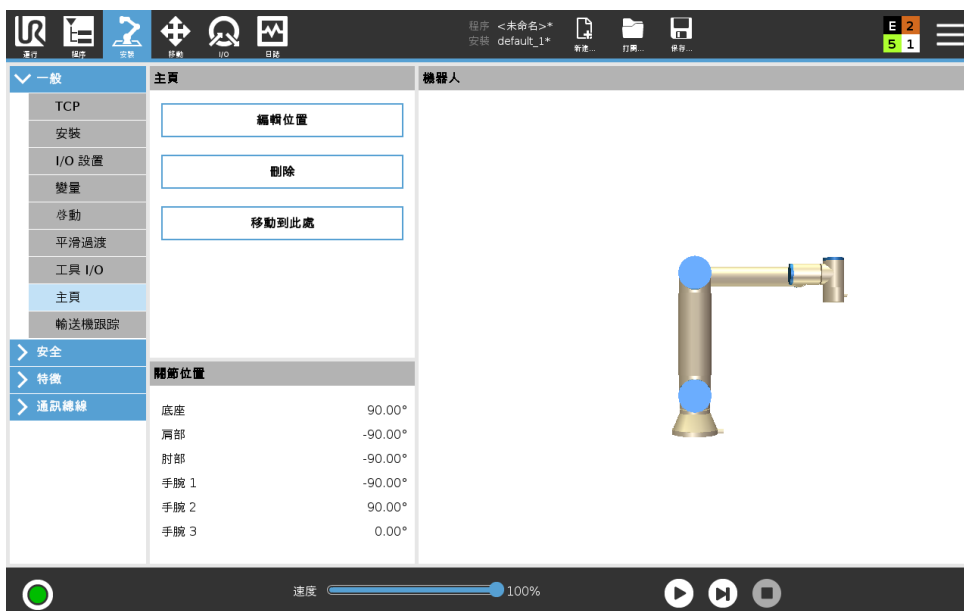 程序 <未命名>*
安裝 default_1*
運行
程序
安裝
移動
I/O
日誌
新建...
打開...
保存...
E 2
5 1
一般
TCP
安裝
I/O 設置
變量
啓動
平滑過渡
工具 I/O
主頁
輸送機跟踪
安全
特徵
通訊總線
主頁
編輯位置
刪除
移動到此處
關節位置
底座 90.00°
肩部 -90.00°
肘部 -90.00°
手腕 1 -90.00°
手腕 2 90.00°
手腕 3 0.00°
機器人
速度 100%